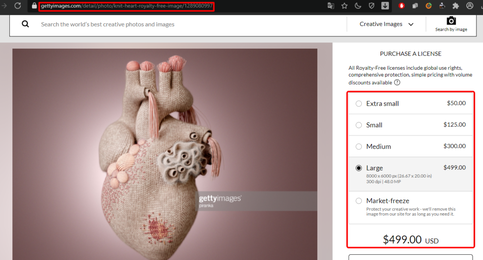 gettyimages.com/detail/photo/knit-heart-royalty-free-image/1289080997
Search the world's best creative photos and images
Creative Images
Search by image
PURCHASE A LICENSE
All Royalty-Free licenses include global use rights,
comprehensive protection, simple pricing with volume
discounts available
Extra small $50.00
Small $125.00
Medium $300.00
Large $499.00
8000 x 6000 px (26.67 x 20.00 in)
300 dpi | 48.0 MP
Market-freeze
Protect your creative work - we'll remove this
image from our site for as long as you need it.
$499.00 USD
gettyimages